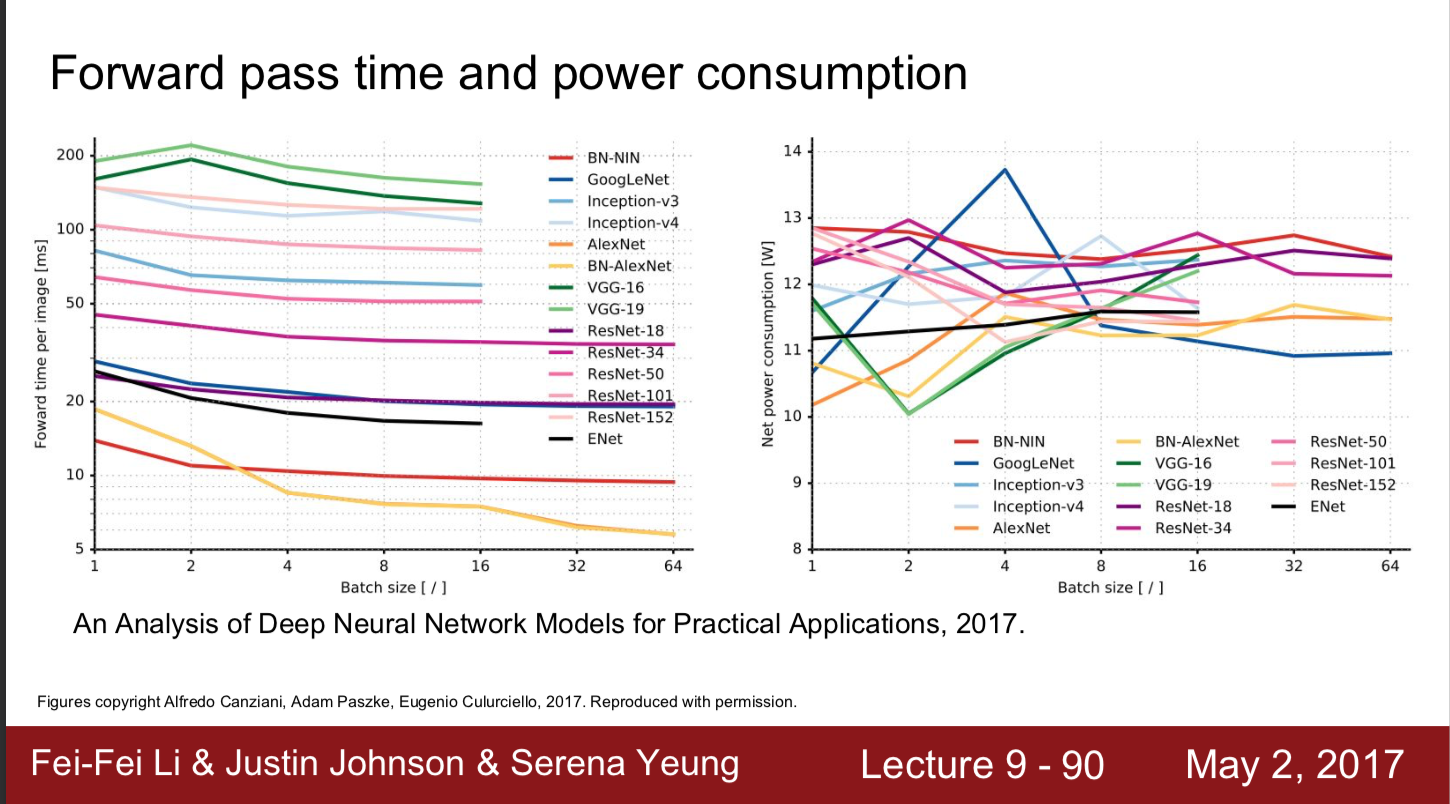 Forward pass time and power consumption
200
100
50
20
10
5
1 2 4 8 16 32 64
Foward time per image [ms]
Batch size [ / ]
BN-NIN
GoogLeNet
Inception-v3
Inception-v4
AlexNet
BN-AlexNet
VGG-16
VGG-19
ResNet-18
ResNet-34
ResNet-50
ResNet-101
ResNet-152
ENet
14
13
12
11
10
9
8
1 2 4 8 16 32 64
Net power consumption [W]
Batch size [ / ]
BN-NIN BN-AlexNet ResNet-50
GoogLeNet VGG-16 ResNet-101
Inception-v3 VGG-19 ResNet-152
Inception-v4 ResNet-18 ENet
AlexNet ResNet-34
An Analysis of Deep Neural Network Models for Practical Applications, 2017.
Figures copyright Alfredo Canziani, Adam Paszke, Eugenio Culurciello, 2017. Reproduced with permission.
Fei-Fei Li & Justin Johnson & Serena Yeung Lecture 9 - 90 May 2, 2017